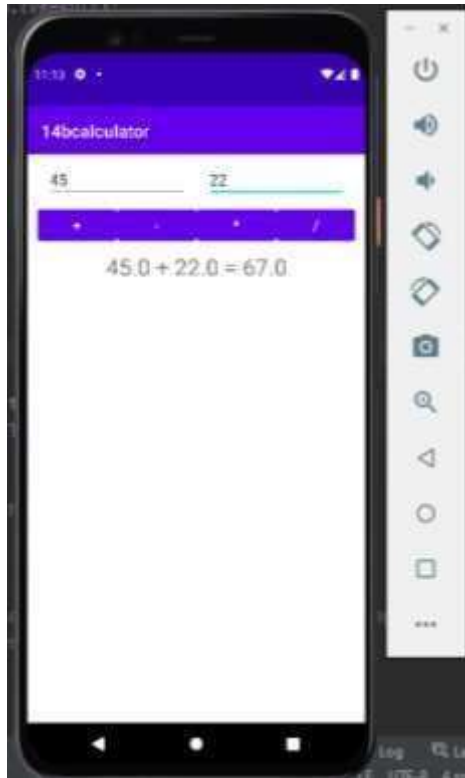 11:13
14bcalculator
45 22
+ - * /
45.0 + 22.0 = 67.0
Log